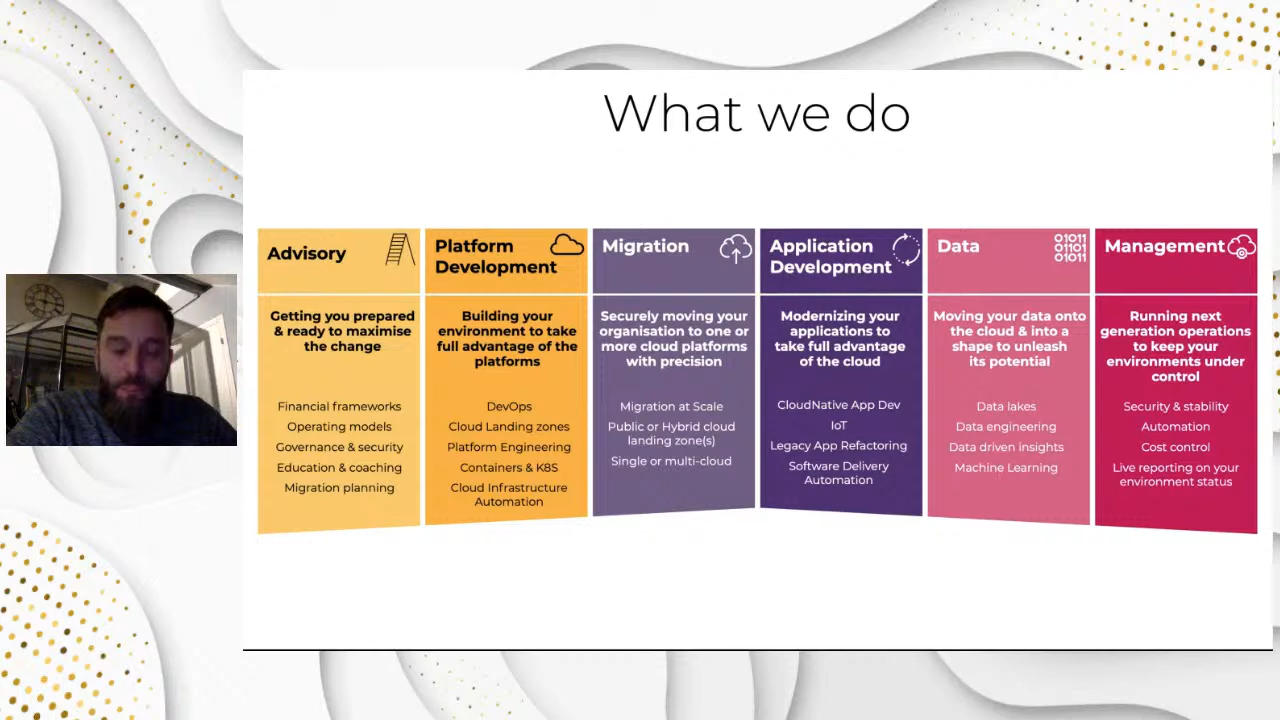 What we do
Advisory
Getting you prepared
& ready to maximise
the change
Financial frameworks
Operating models
Governance & security
Education & coaching
Migration planning
Platform
Development
Building your
environment to take
full advantage of the
platforms
DevOps
Cloud Landing zones
Platform Engineering
Containers & K8S
Cloud Infrastructure
Automation
Migration
Securely moving your
organisation to one or
more cloud platforms
with precision
Migration at Scale
Public or Hybrid cloud
landing zone(s)
Single or multi-cloud
Application
Development
Modernizing your
applications to
take full advantage
of the cloud
CloudNative App Dev
IoT
Legacy App Refactoring
Software Delivery
Automation
Data
01011
01101
01011
Moving your data onto
the cloud & into a
shape to unleash
its potential
Data lakes
Data engineering
Data driven insights
Machine Learning
Management
Running next
generation operations
to keep your
environments under
control
Security & stability
Automation
Cost control
Live reporting on your
environment status